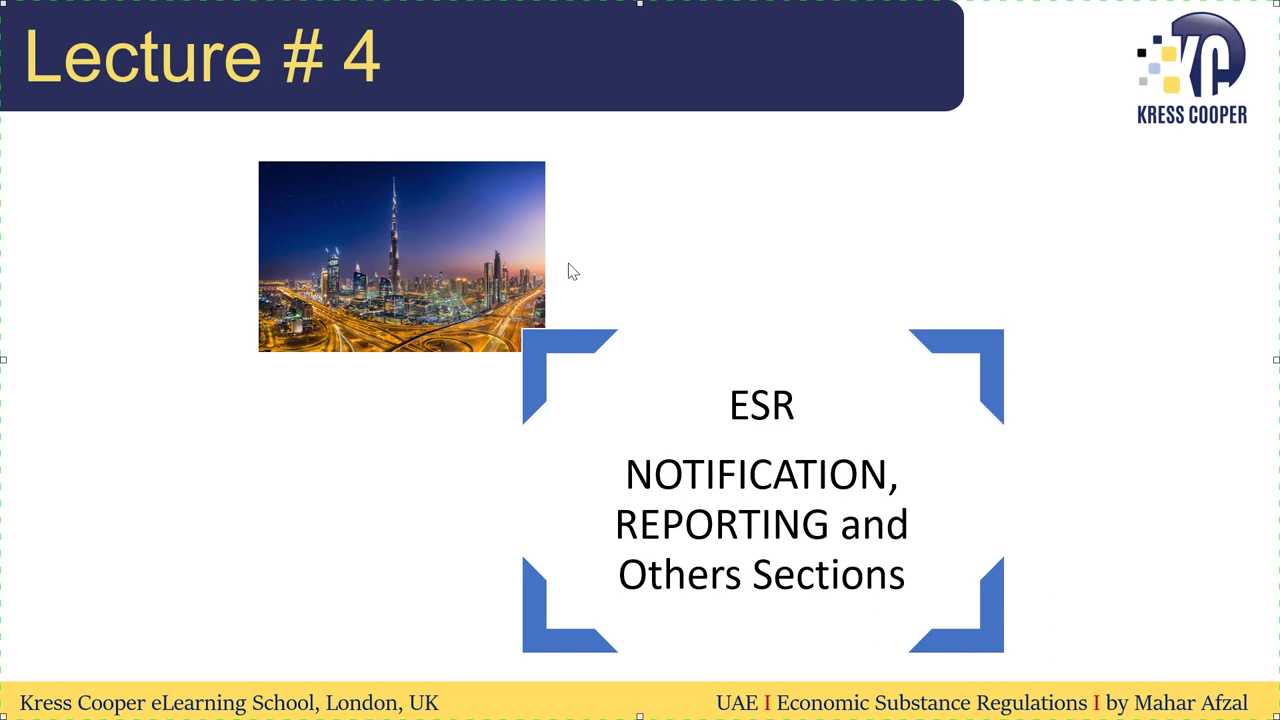 Lecture # 4
KC
KRESS COOPER
ESR
NOTIFICATION,
REPORTING and
Others Sections
Kress Cooper eLearning School, London, UK
UAE I Economic Substance Regulations I by Mahar Afzal